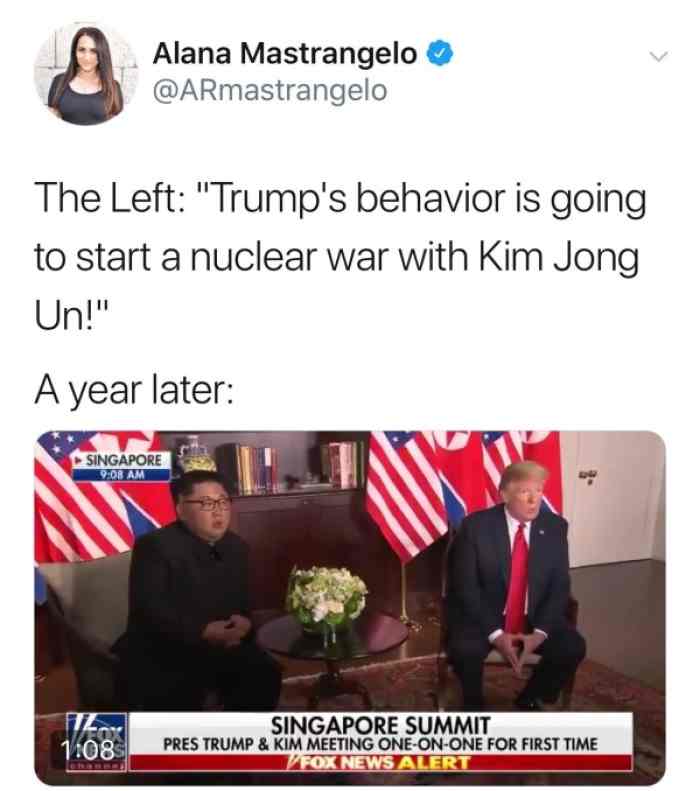 Alana Mastrangelo
@ARmastrangelo
The Left: "Trump's behavior is going
to start a nuclear war with Kim Jong
Un!"
A year later:
SINGAPORE
9:08 AM
SINGAPORE SUMMIT
PRES TRUMP & KIM MEETING ONE-ON-ONE FOR FIRST TIME
FOX NEWS ALERT
FOX
1:08
channel